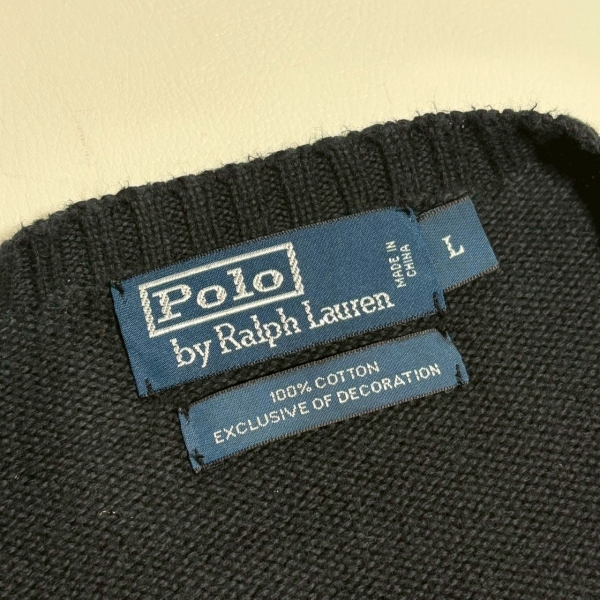 Polo
by Ralph Lauren
MADE IN
CHINA
L
100% COTTON
EXCLUSIVE OF DECORATION